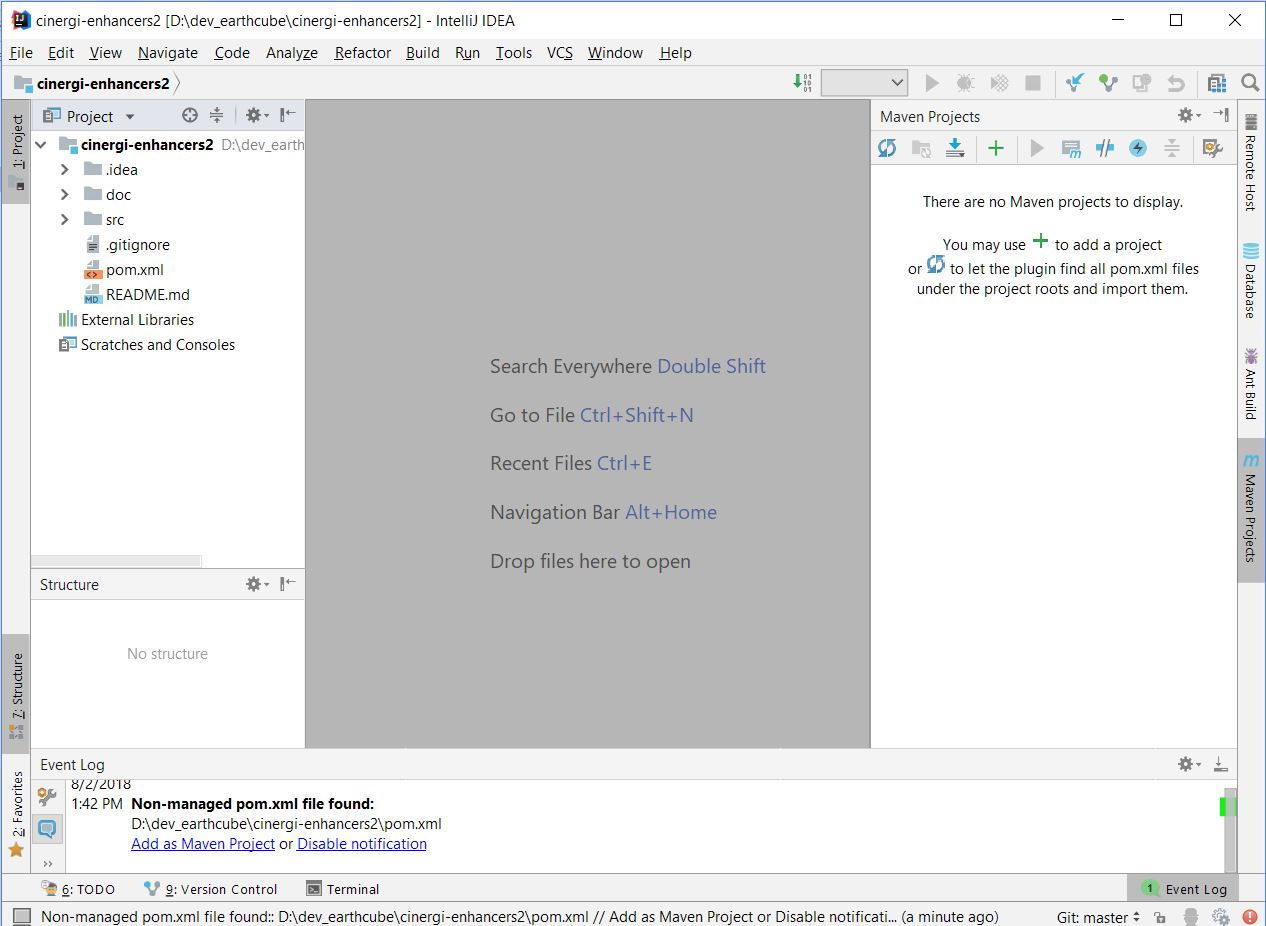 cinergi-enhancers2 [D:\dev_earthcube\cinergi-enhancers2] - IntelliJ IDEA
File Edit View Navigate Code Analyze Refactor Build Run Tools VCS Window Help
cinergi-enhancers2
1: Project
Project
cinergi-enhancers2 D:\dev_earth
.idea
doc
src
.gitignore
pom.xml
README.md
External Libraries
Scratches and Consoles
Structure
No structure
7: Structure
2: Favorites
Search Everywhere Double Shift
Go to File Ctrl+Shift+N
Recent Files Ctrl+E
Navigation Bar Alt+Home
Drop files here to open
Maven Projects
There are no Maven projects to display.
You may use + to add a project
or to let the plugin find all pom.xml files
under the project roots and import them.
Remote Host
Database
Ant Build
Maven Projects
Event Log
8/2/2018
1:42 PM Non-managed pom.xml file found:
D:\dev_earthcube\cinergi-enhancers2\pom.xml
Add as Maven Project or Disable notification
6: TODO 9: Version Control Terminal 1 Event Log
Non-managed pom.xml file found:: D:\dev_earthcube\cinergi-enhancers2\pom.xml // Add as Maven Project or Disable notificati... (a minute ago) Git: master